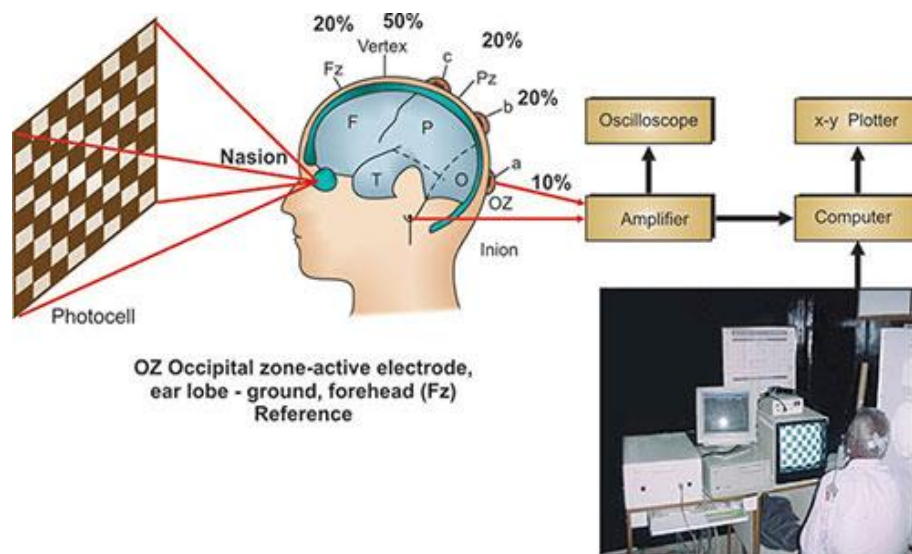 20%
50%
Vertex
Fz
c
20%
Pz
b
20%
F
P
Nasion
T
O
a
10%
OZ
Inion
Photocell
Oscilloscope
x-y Plotter
Amplifier
Computer
OZ Occipital zone-active electrode,
ear lobe - ground, forehead (Fz)
Reference